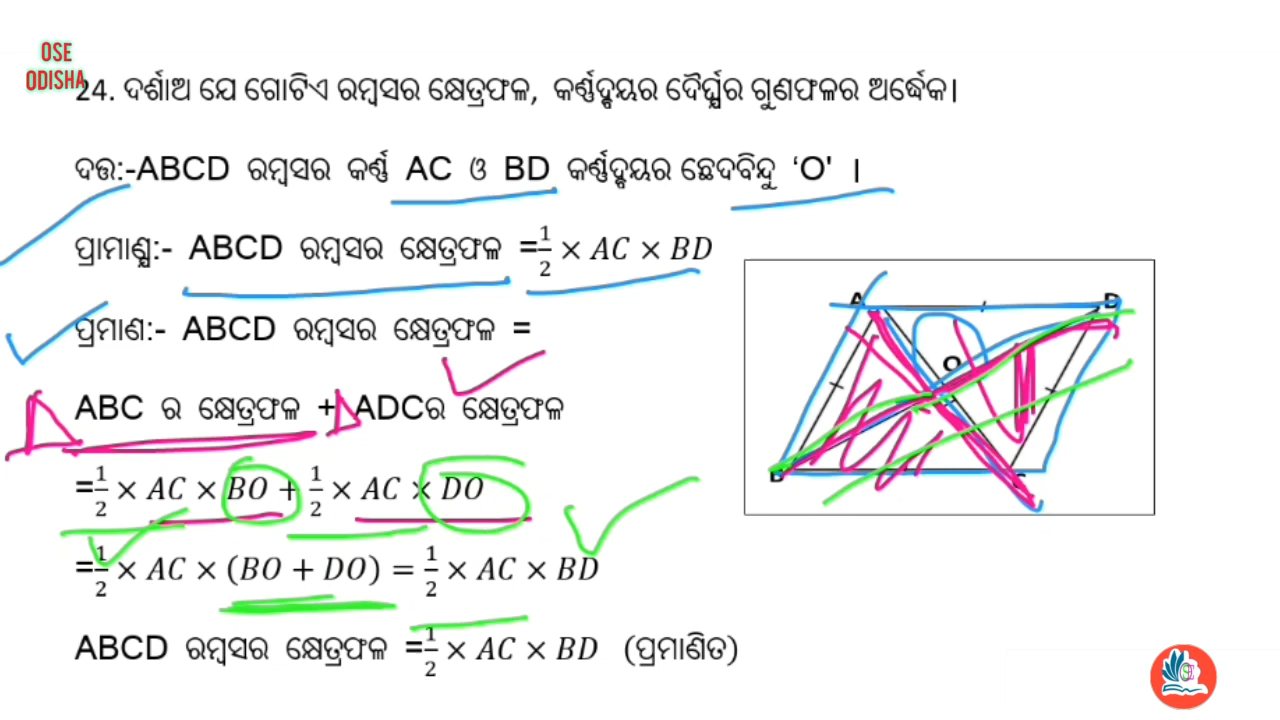 OSE
ODISHA
24. ଦର୍ଶାଅ ଯେ ଗୋଟିଏ ରମ୍ବସର କ୍ଷେତ୍ରଫଳ, କର୍ଣ୍ଣଦ୍ବୟର ଦୈର୍ଘ୍ଯର ଗୁଣଫଳର ଅର୍ଦ୍ଧେକ।
ଦତ୍ତ:-ABCD ରମ୍ବସର କର୍ଣ୍ଣ AC ଓ BD କର୍ଣ୍ଣଦ୍ବୟର ଛେଦବିନ୍ଦୁ ‘O' ।
ପ୍ରାମାଣ୍ଯ:- ABCD ରମ୍ବସର କ୍ଷେତ୍ରଫଳ =1/2 × AC × BD
ପ୍ରମାଣ:- ABCD ରମ୍ବସର କ୍ଷେତ୍ରଫଳ =
Δ ABC ର କ୍ଷେତ୍ରଫଳ + Δ ADCର କ୍ଷେତ୍ରଫଳ
=1/2 × AC × BO + 1/2 × AC × DO
=1/2 × AC × (BO + DO) = 1/2 × AC × BD
ABCD ରମ୍ବସର କ୍ଷେତ୍ରଫଳ =1/2 × AC × BD (ପ୍ରମାଣିତ)
A D
O
B C